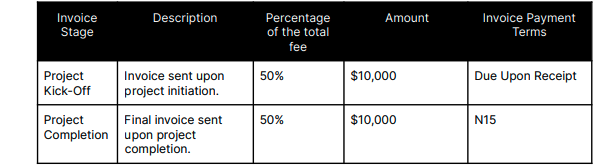 Invoice Stage | Description | Percentage of the total fee | Amount | Invoice Payment Terms
Project Kick-Off | Invoice sent upon project initiation. | 50% | $10,000 | Due Upon Receipt
Project Completion | Final invoice sent upon project completion. | 50% | $10,000 | N15